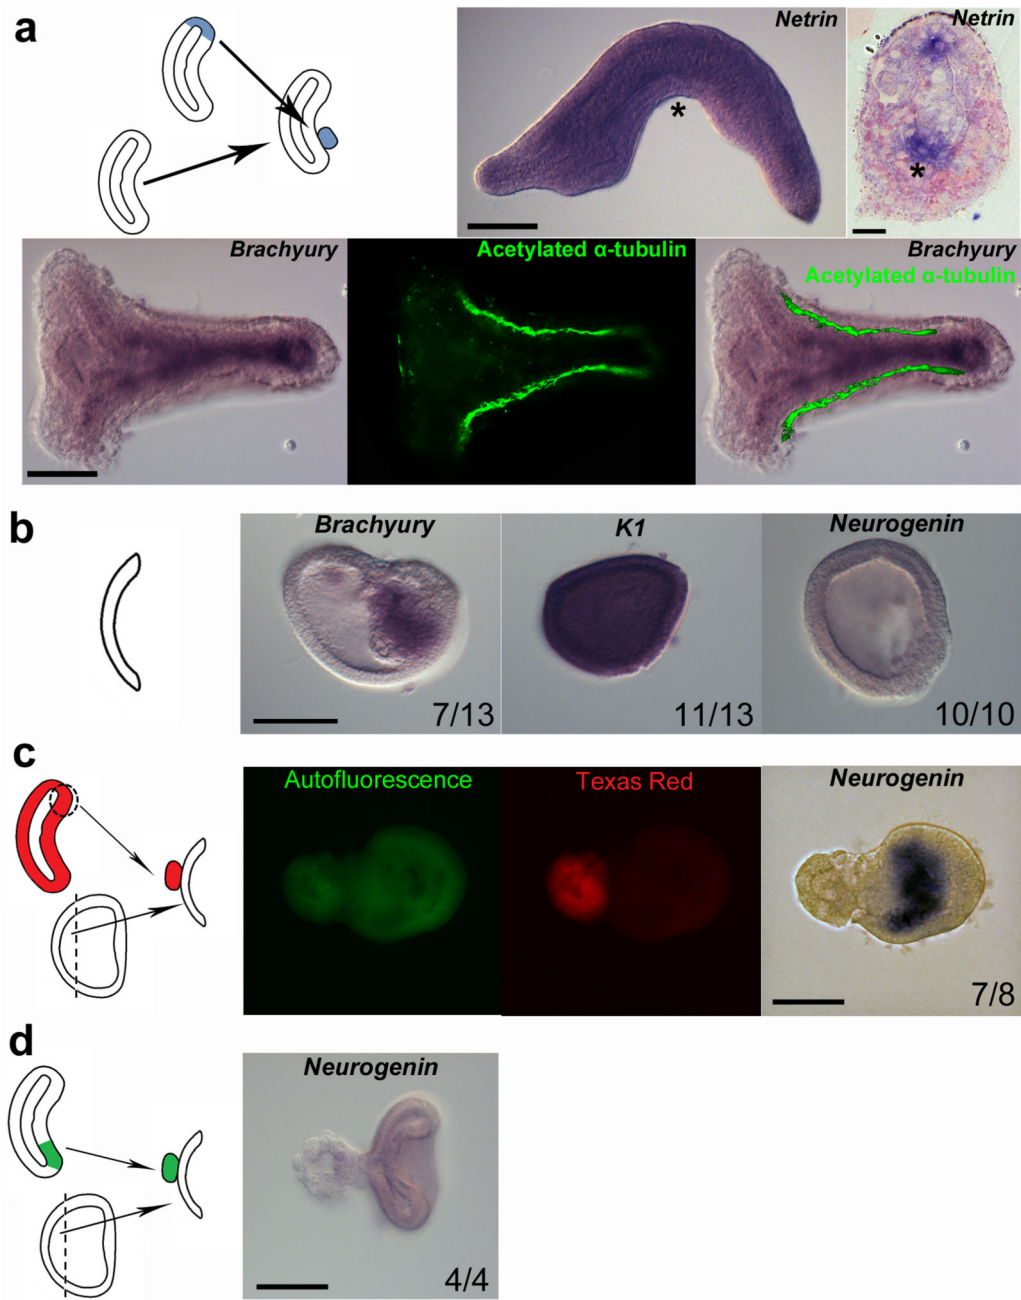 a
Netrin
Netrin
*
*
Brachyury
Acetylated α-tubulin
Brachyury
Acetylated α-tubulin
b
Brachyury
K1
Neurogenin
7/13
11/13
10/10
c
Autofluorescence
Texas Red
Neurogenin
7/8
d
Neurogenin
4/4